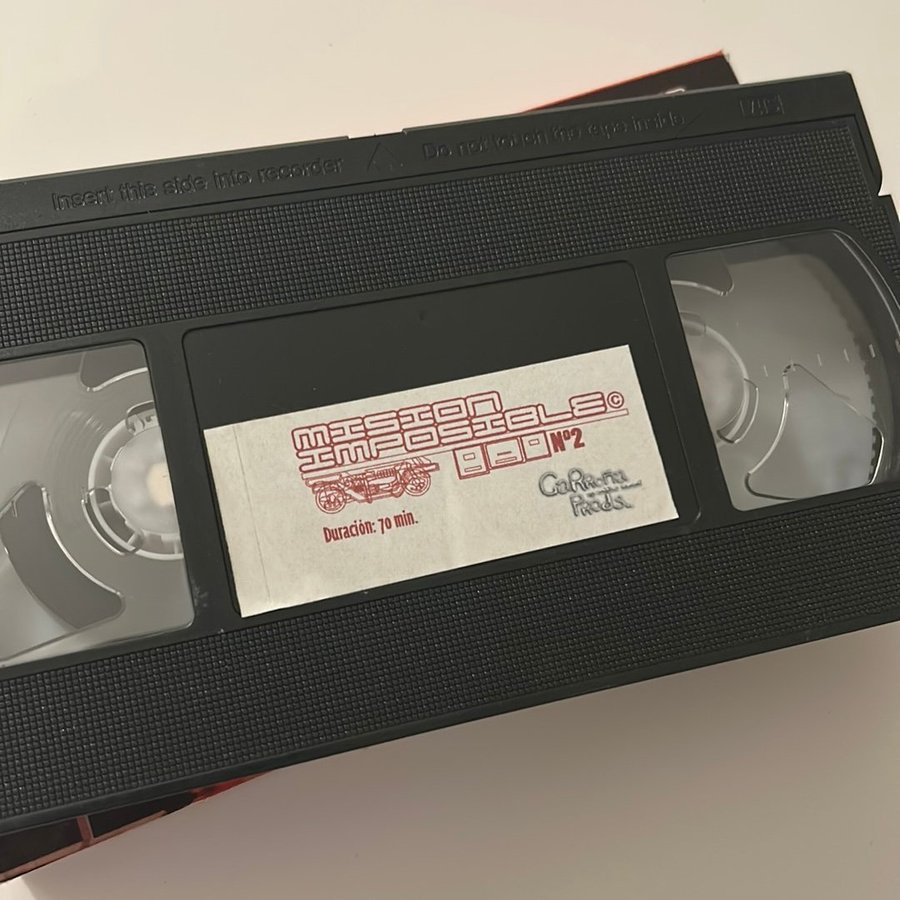 Insert this side into recorder
Do not touch the tape inside
VHS
MISION
IMPOSIBLE©
Nº2
Duración: 70 min.
GaRRoña
PRods.